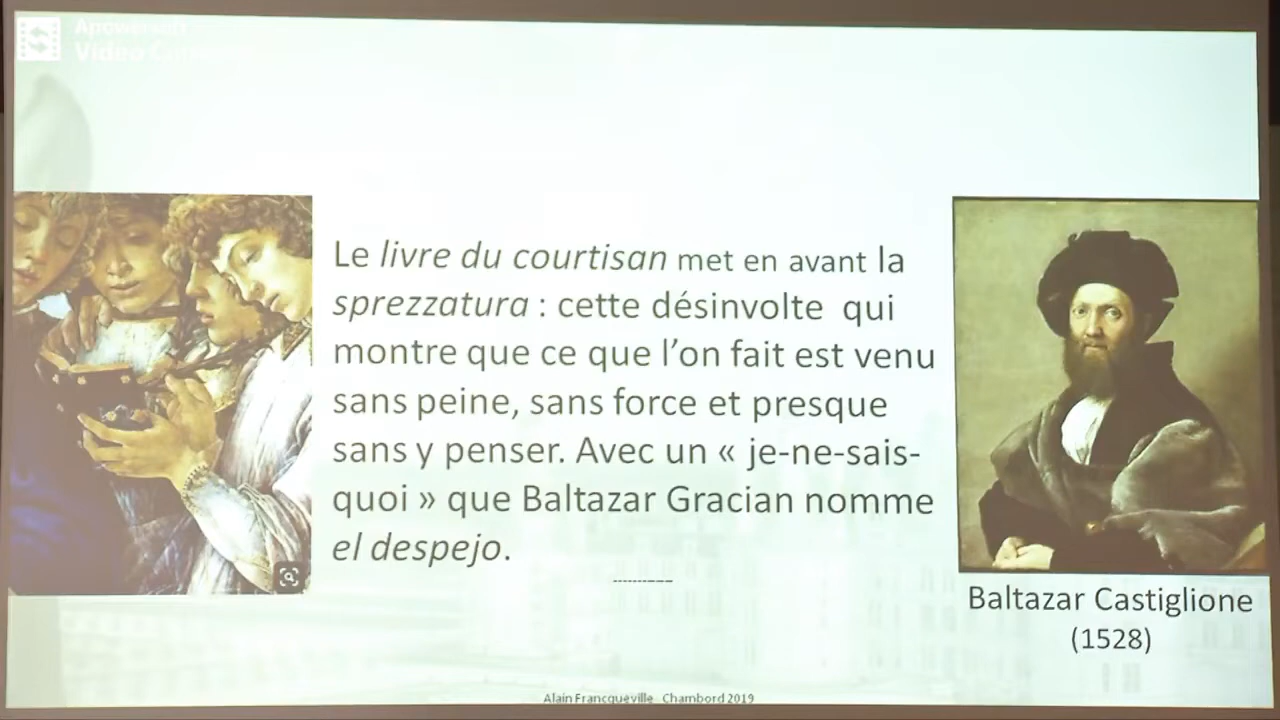 Apowersoft
Video
Le livre du courtisan met en avant la
sprezzatura : cette désinvolte qui
montre que ce que l'on fait est venu
sans peine, sans force et presque
sans y penser. Avec un « je-ne-sais-
quoi » que Baltazar Gracian nomme
el despejo.
----------
Baltazar Castiglione
(1528)
Alain Francqueville Chambord 2019